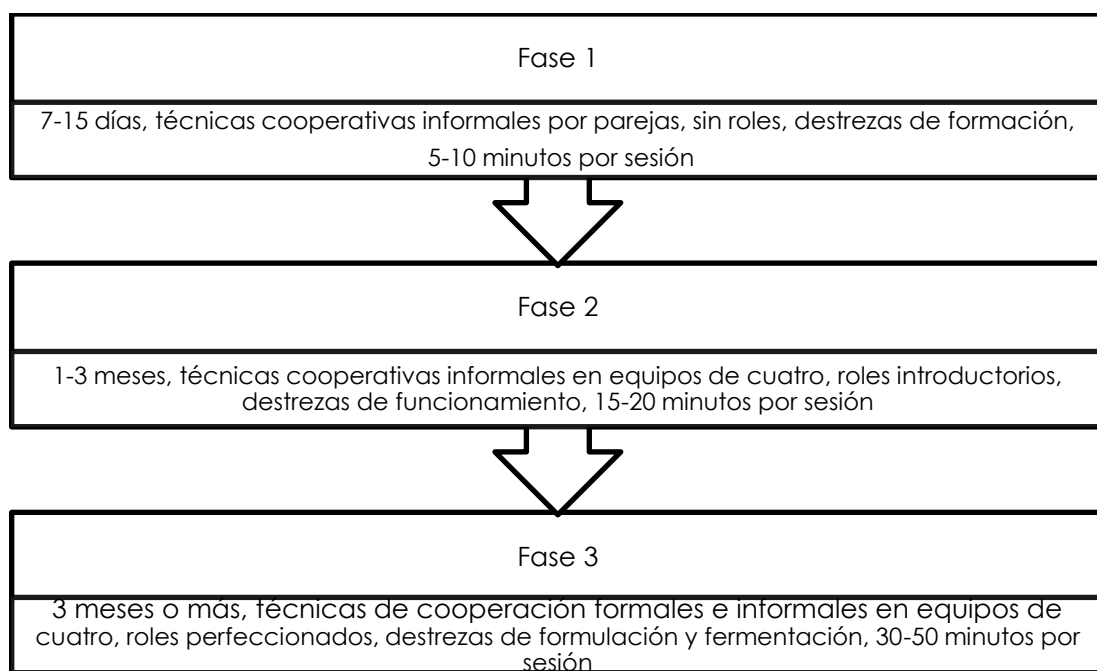 Fase 1
7-15 días, técnicas cooperativas informales por parejas, sin roles, destrezas de formación,
5-10 minutos por sesión
Fase 2
1-3 meses, técnicas cooperativas informales en equipos de cuatro, roles introductorios,
destrezas de funcionamiento, 15-20 minutos por sesión
Fase 3
3 meses o más, técnicas de cooperación formales e informales en equipos de
cuatro, roles perfeccionados, destrezas de formulación y fermentación, 30-50 minutos por
sesión